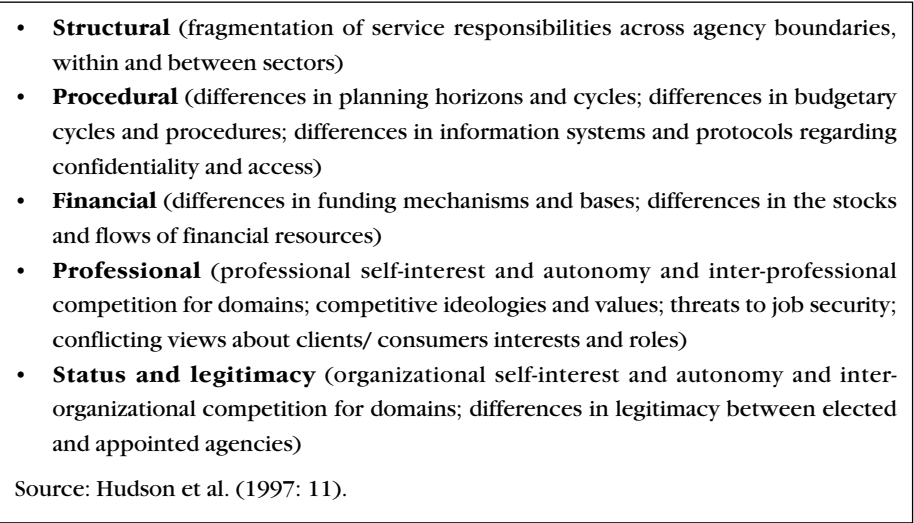 • Structural (fragmentation of service responsibilities across agency boundaries,
within and between sectors)
• Procedural (differences in planning horizons and cycles; differences in budgetary
cycles and procedures; differences in information systems and protocols regarding
confidentiality and access)
• Financial (differences in funding mechanisms and bases; differences in the stocks
and flows of financial resources)
• Professional (professional self-interest and autonomy and inter-professional
competition for domains; competitive ideologies and values; threats to job security;
conflicting views about clients/ consumers interests and roles)
• Status and legitimacy (organizational self-interest and autonomy and inter-
organizational competition for domains; differences in legitimacy between elected
and appointed agencies)
Source: Hudson et al. (1997: 11).